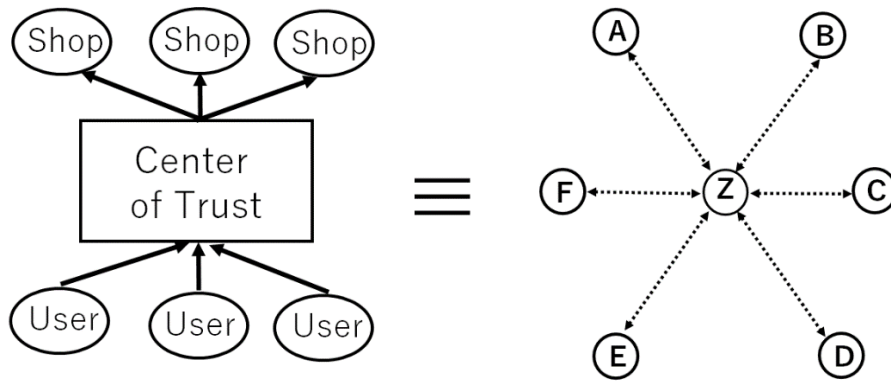 Shop
Shop
Shop
Center
of Trust
User
User
User
≡
A
B
F
Z
C
E
D